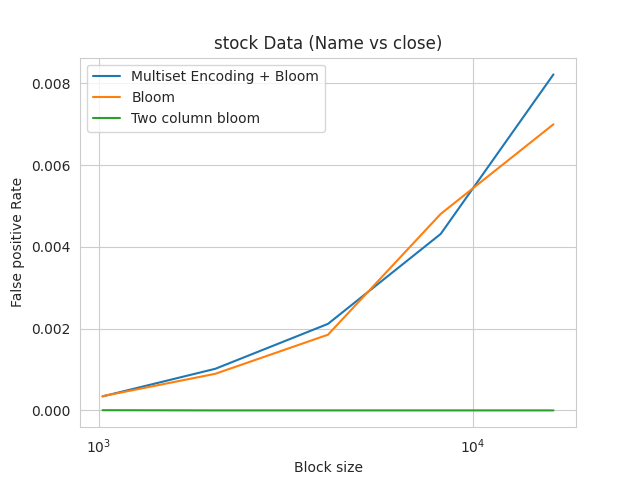 stock Data (Name vs close)
Multiset Encoding + Bloom
Bloom
Two column bloom
False positive Rate
0.008
0.006
0.004
0.002
0.000
10³
10⁴
Block size